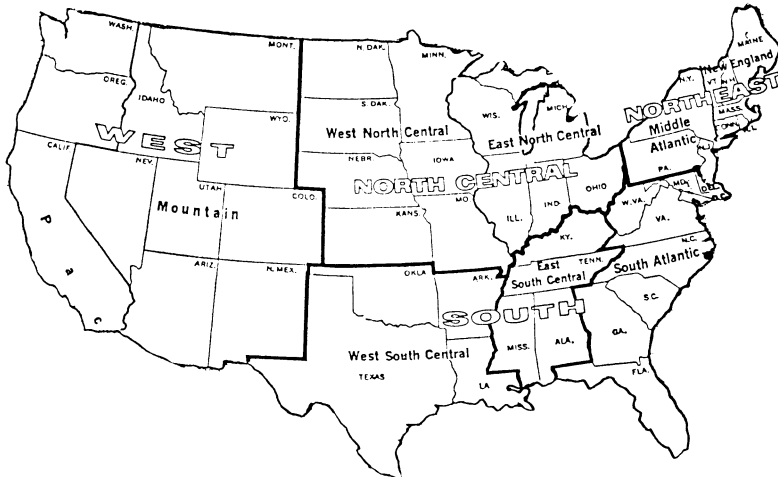 WASH.
MONT.
N. DAK.
MINN.
MAINE
New England
VT.
N.H.
N.Y.
MASS.
CONN.
R.I.
NORTHEAST
OREG.
IDAHO
WYO.
S. DAK.
WIS.
MICH.
WEST
West North Central
East North Central
Middle
Atlantic
PA.
N.J.
CALIF.
NEV.
UTAH
COLO.
NEBR.
IOWA
NORTH CENTRAL
ILL.
IND.
OHIO
Mountain
KANS.
MO.
W. VA.
MD.
VA.
KY.
P a c
ARIZ.
N. MEX.
OKLA.
ARK.
TENN.
East
South Central
N.C.
South Atlantic
S.C.
SOUTH
West South Central
TEXAS
LA.
MISS.
ALA.
GA.
FLA.